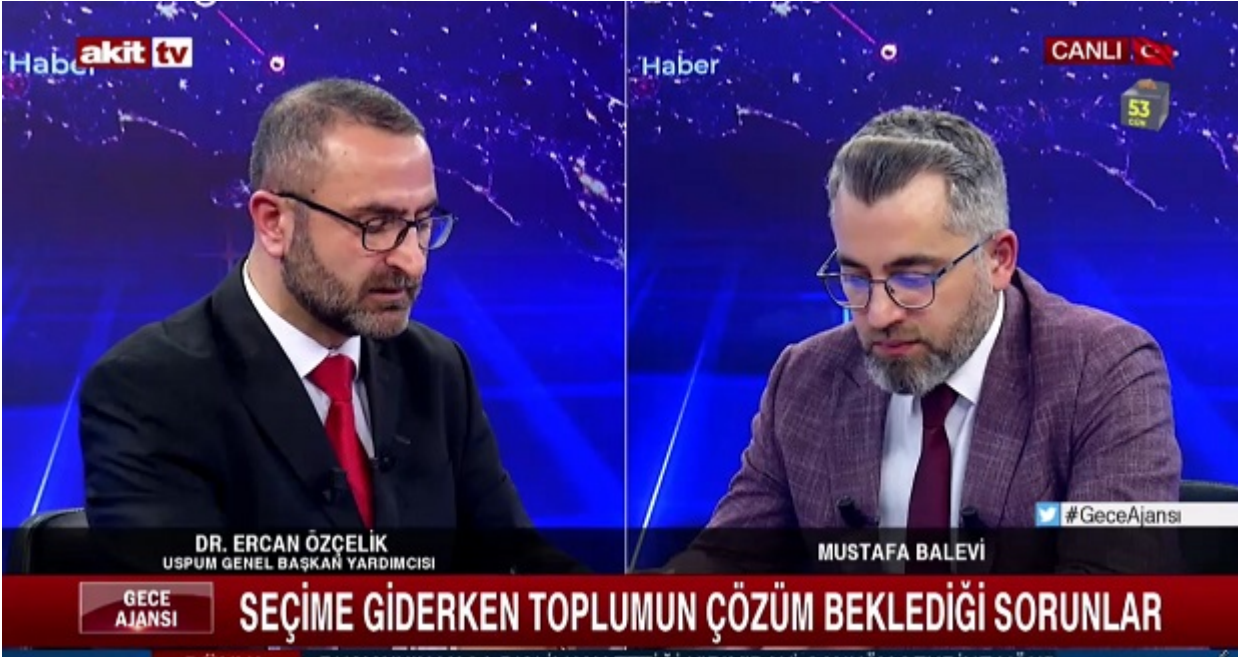 akit tv
Haber
Haber
CANLI
53
GÜN
#GeceAjansı
DR. ERCAN ÖZÇELİK
USPUM GENEL BAŞKAN YARDIMCISI
MUSTAFA BALEVİ
GECE
AJANSI
SEÇİME GİDERKEN TOPLUMUN ÇÖZÜM BEKLEDİĞİ SORUNLAR